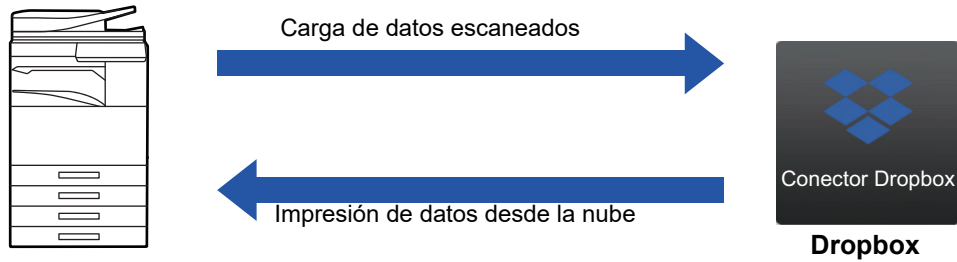 Carga de datos escaneados
Conector Dropbox
Impresión de datos desde la nube
Dropbox